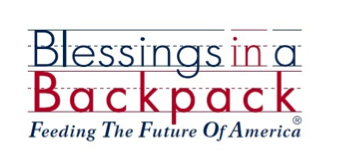 Blessings in a
Backpack
Feeding The Future Of America®